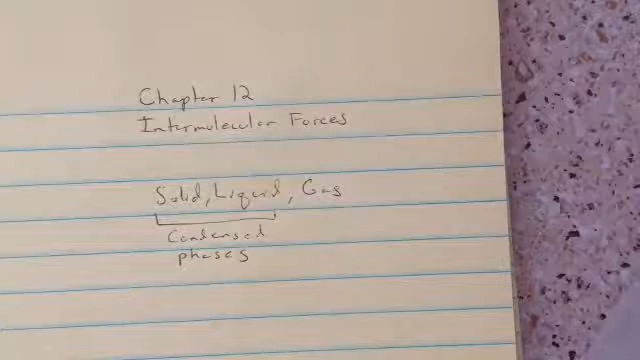 Chapter 12
Intermolecular Forces
Solid, Liquid, Gas
Condensed
phases